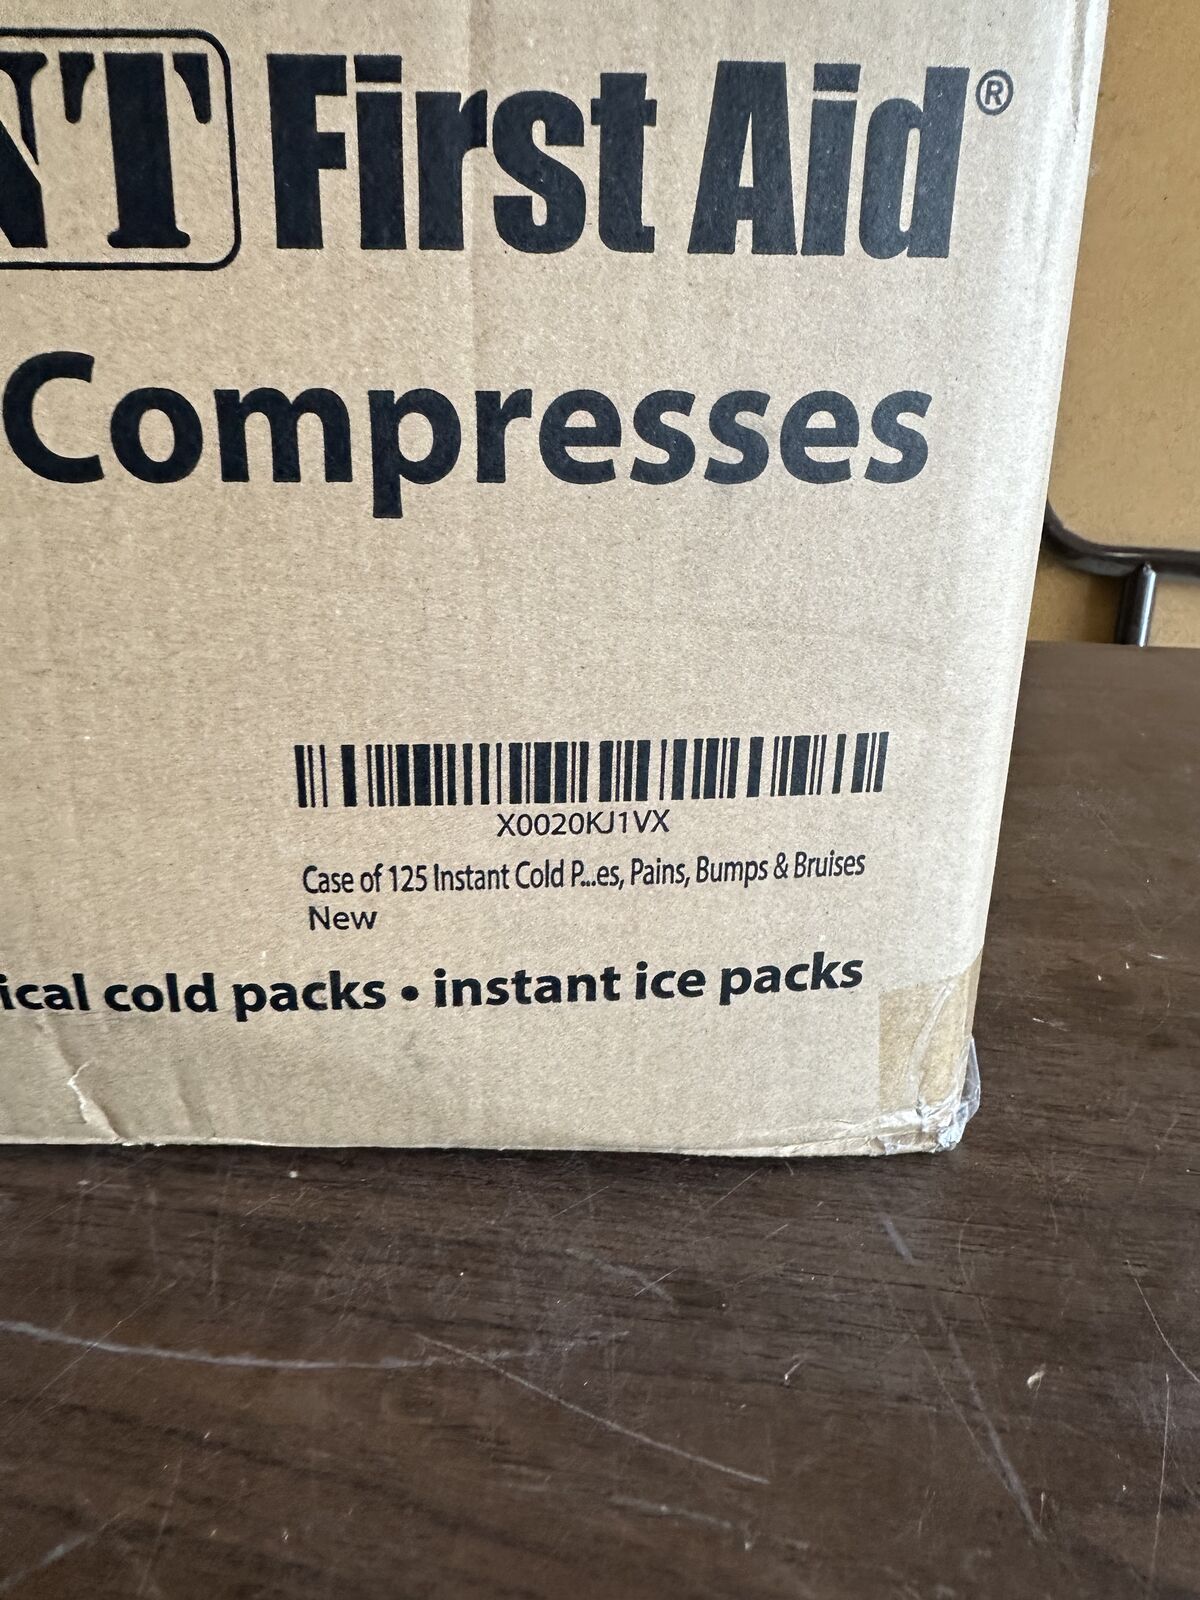 NT First Aid®
Compresses
X0020KJ1VX
Case of 125 Instant Cold P...es, Pains, Bumps & Bruises
New
ical cold packs • instant ice packs